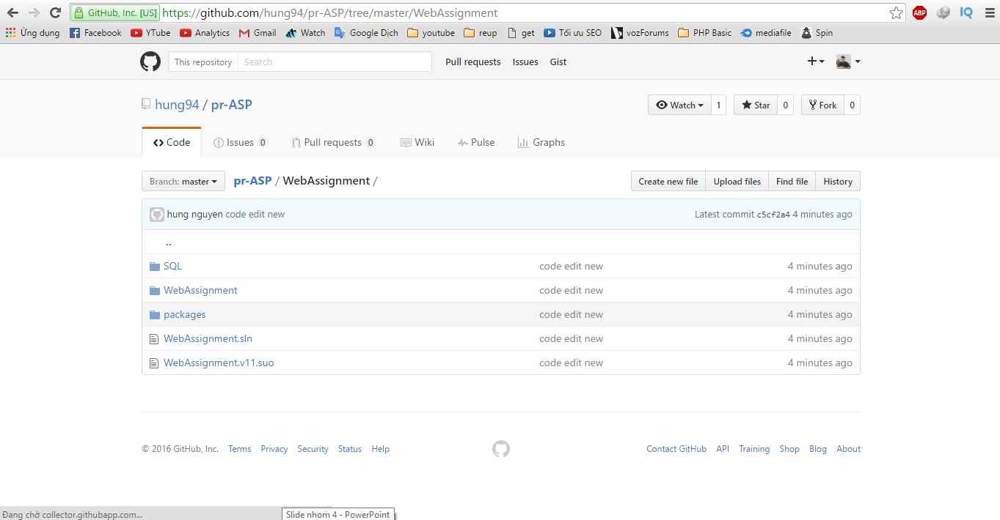 GitHub, Inc. [US] https://github.com/hung94/pr-ASP/tree/master/WebAssignment ABP IQ
Ứng dụng Facebook YTube Analytics Gmail Watch Google Dịch youtube reup get Tối ưu SEO vozForums PHP Basic mediafile Spin
This repository Search Pull requests Issues Gist
hung94 / pr-ASP Watch 1 Star 0 Fork 0
Code Issues 0 Pull requests 0 Wiki Pulse Graphs
Branch: master pr-ASP / WebAssignment / Create new file Upload files Find file History
hung nguyen code edit new Latest commit c5cf2a4 4 minutes ago
..
SQL code edit new 4 minutes ago
WebAssignment code edit new 4 minutes ago
packages code edit new 4 minutes ago
WebAssignment.sln code edit new 4 minutes ago
WebAssignment.v11.suo code edit new 4 minutes ago
© 2016 GitHub, Inc. Terms Privacy Security Status Help Contact GitHub API Training Shop Blog About
Đang chờ collector.githubapp.com... Slide nhom 4 - PowerPoint